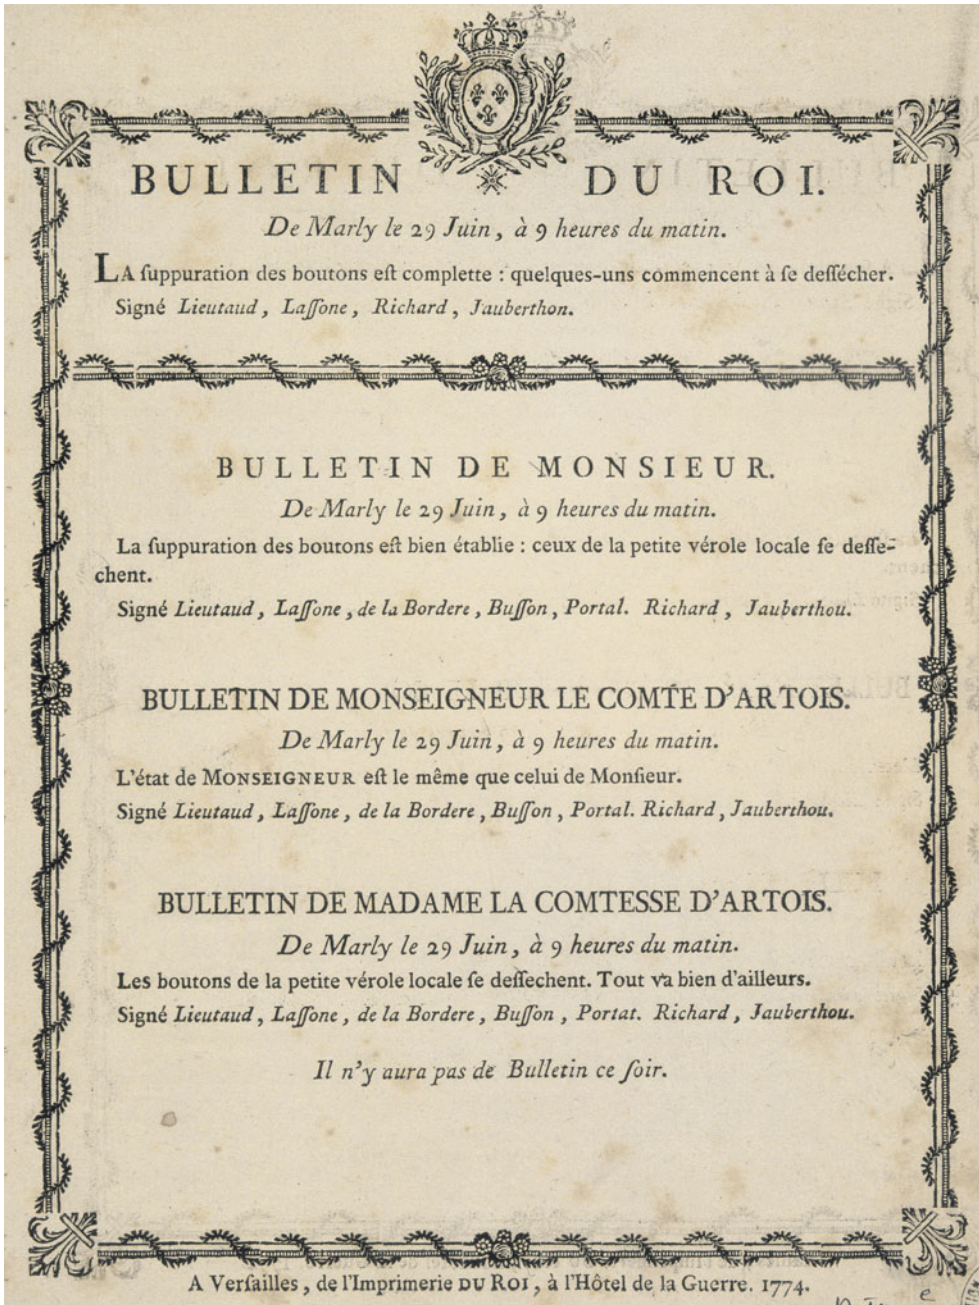 BULLETIN DU ROI.
De Marly le 29 Juin, à 9 heures du matin.
LA ſuppuration des boutons eſt complette : quelques-uns commencent à ſe deſſécher.
Signé Lieutaud, Laſſone, Richard, Jauberthon.
BULLETIN DE MONSIEUR.
De Marly le 29 Juin, à 9 heures du matin.
La ſuppuration des boutons eſt bien établie : ceux de la petite vérole locale ſe deſſe-
chent.
Signé Lieutaud, Laſſone, de la Bordere, Buſſon, Portal. Richard, Jauberthou.
BULLETIN DE MONSEIGNEUR LE COMTE D'ARTOIS.
De Marly le 29 Juin, à 9 heures du matin.
L'état de MONSEIGNEUR eſt le même que celui de Monſieur.
Signé Lieutaud, Laſſone, de la Bordere, Buſſon, Portal. Richard, Jauberthou.
BULLETIN DE MADAME LA COMTESSE D'ARTOIS.
De Marly le 29 Juin, à 9 heures du matin.
Les boutons de la petite vérole locale ſe deſſechent. Tout va bien d'ailleurs.
Signé Lieutaud, Laſſone, de la Bordere, Buſſon, Portat. Richard, Jauberthou.
Il n'y aura pas de Bulletin ce ſoir.
A Verſailles, de l'Imprimerie DU ROI, à l'Hôtel de la Guerre. 1774.